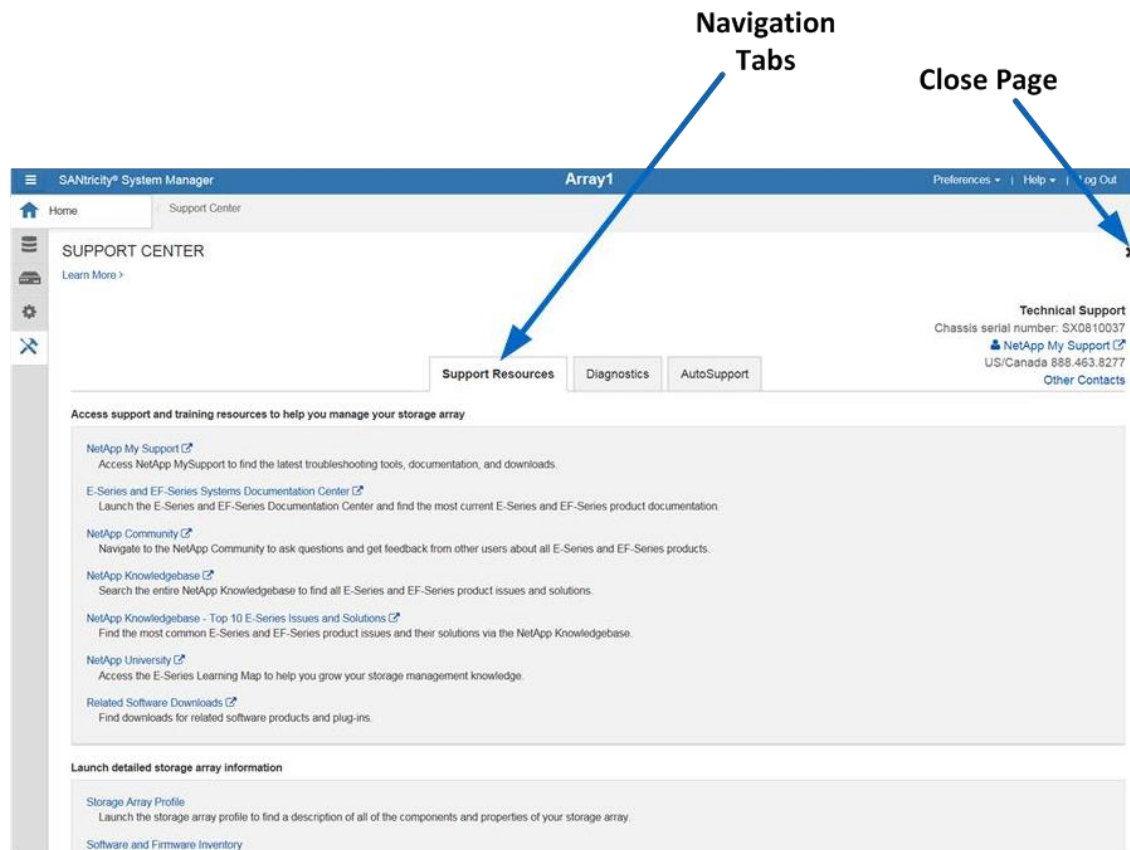 Navigation
Tabs
Close Page
SANtricity® System Manager
Array1
Preferences | Help | Log Out
Home
/ Support Center
SUPPORT CENTER
Learn More >
Technical Support
Chassis serial number: SX0810037
NetApp My Support
US/Canada 888.463.8277
Other Contacts
Support Resources
Diagnostics
AutoSupport
Access support and training resources to help you manage your storage array
NetApp My Support
Access NetApp MySupport to find the latest troubleshooting tools, documentation, and downloads.
E-Series and EF-Series Systems Documentation Center
Launch the E-Series and EF-Series Documentation Center and find the most current E-Series and EF-Series product documentation.
NetApp Community
Navigate to the NetApp Community to ask questions and get feedback from other users about all E-Series and EF-Series products.
NetApp Knowledgebase
Search the entire NetApp Knowledgebase to find all E-Series and EF-Series product issues and solutions.
NetApp Knowledgebase - Top 10 E-Series Issues and Solutions
Find the most common E-Series and EF-Series product issues and their solutions via the NetApp Knowledgebase.
NetApp University
Access the E-Series Learning Map to help you grow your storage management knowledge.
Related Software Downloads
Find downloads for related software products and plug-ins.
Launch detailed storage array information
Storage Array Profile
Launch the storage array profile to find a description of all of the components and properties of your storage array.
Software and Firmware Inventory